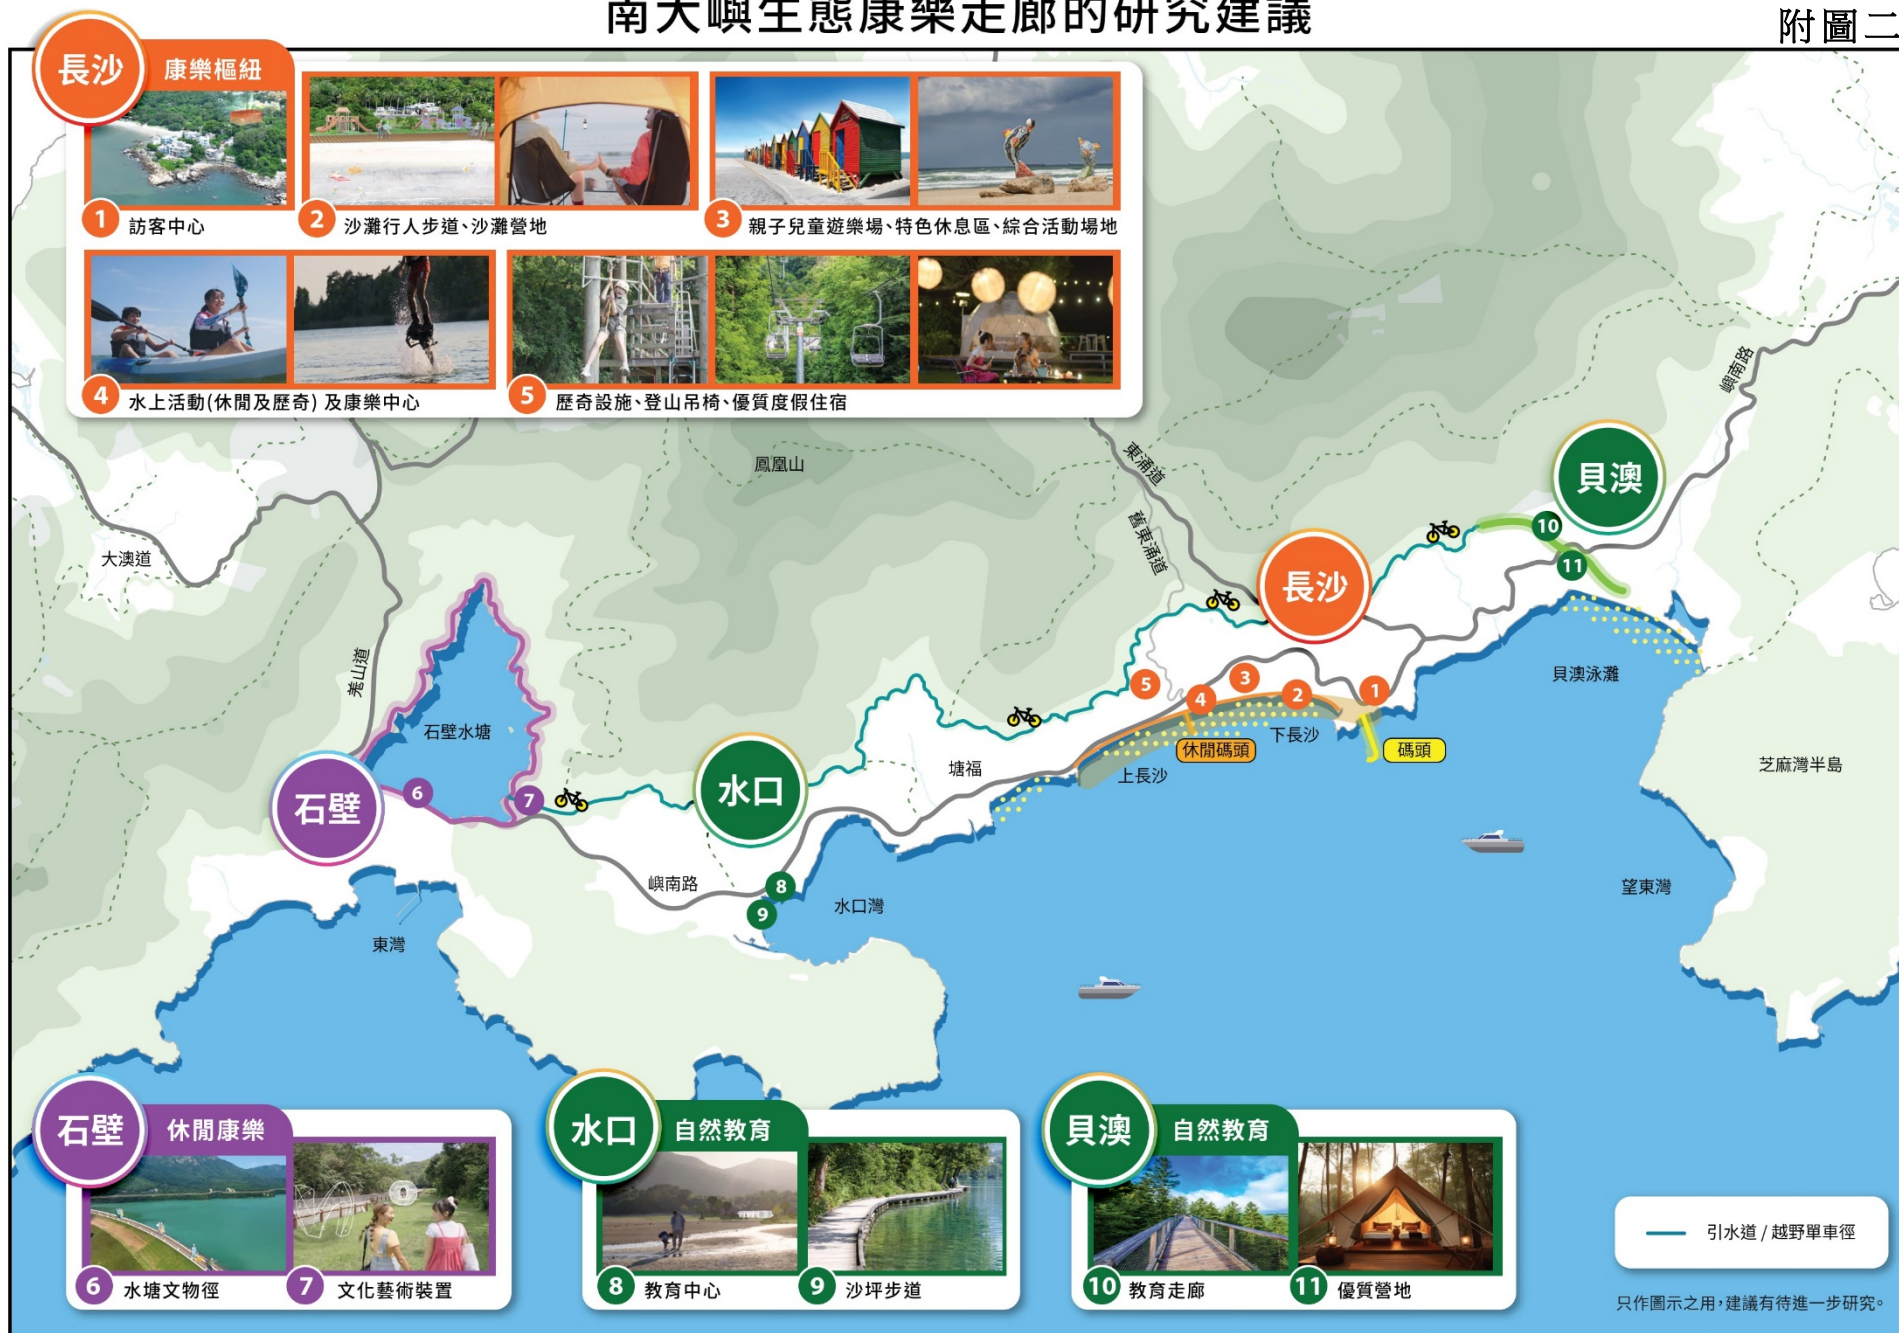 南大嶼生態康樂走廊的研究建議
附圖二
長沙 康樂樞紐
1 訪客中心
2 沙灘行人步道、沙灘營地
3 親子兒童遊樂場、特色休息區、綜合活動場地
4 水上活動(休閒及歷奇) 及康樂中心
5 歷奇設施、登山吊椅、優質度假住宿
鳳凰山
東涌道
舊東涌道
嶼南路
貝澳
10
11
大澳道
羌山道
長沙
石壁水塘
貝澳泳灘
5
4
3
2
1
休閒碼頭
下長沙
碼頭
上長沙
塘福
芝麻灣半島
石壁
6
7
水口
嶼南路
8
9
水口灣
望東灣
東灣
石壁 休閒康樂
6 水塘文物徑
7 文化藝術裝置
水口 自然教育
8 教育中心
9 沙坪步道
貝澳 自然教育
10 教育走廊
11 優質營地
引水道 / 越野單車徑
只作圖示之用,建議有待進一步研究。